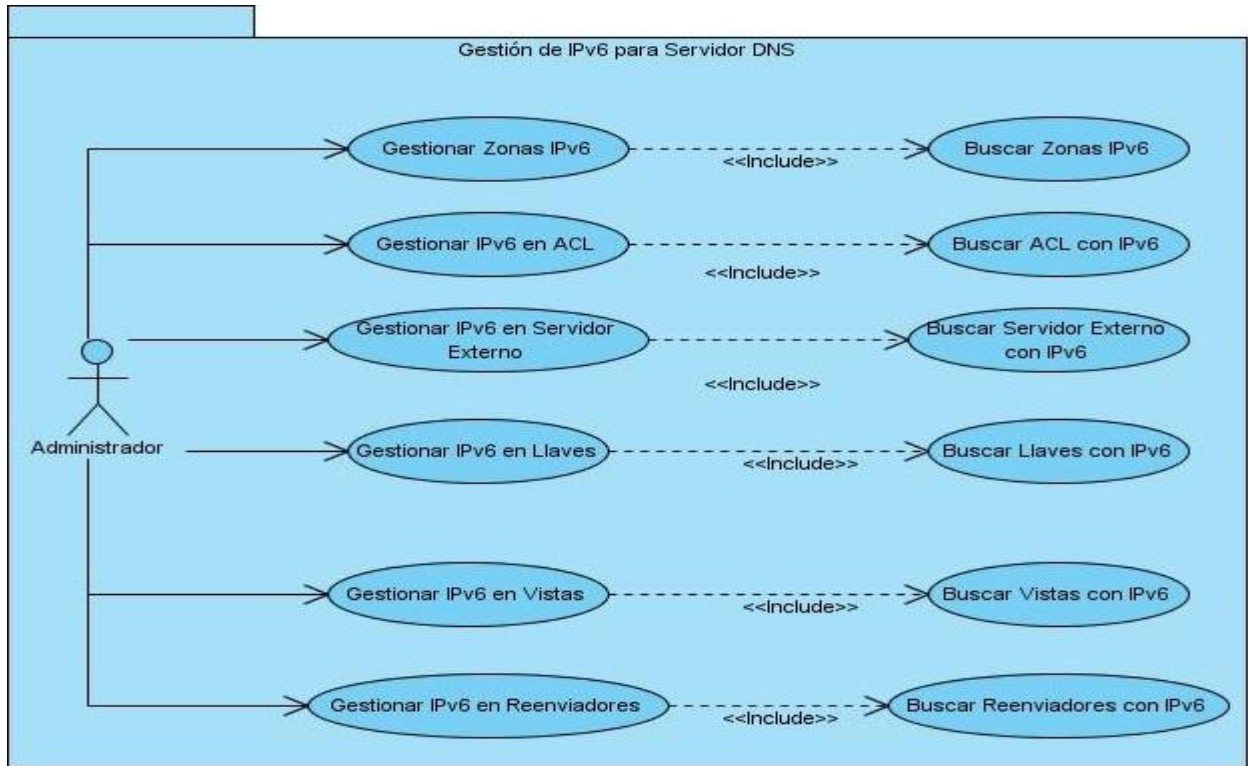 Gestión de IPv6 para Servidor DNS
Gestionar Zonas IPv6
<<Include>>
Buscar Zonas IPv6
Gestionar IPv6 en ACL
<<Include>>
Buscar ACL con IPv6
Gestionar IPv6 en Servidor
Externo
<<Include>>
Buscar Servidor Externo
con IPv6
Administrador
Gestionar IPv6 en Llaves
<<Include>>
Buscar Llaves con IPv6
Gestionar IPv6 en Vistas
<<Include>>
Buscar Vistas con IPv6
Gestionar IPv6 en Reenviadores
<<Include>>
Buscar Reenviadores con IPv6